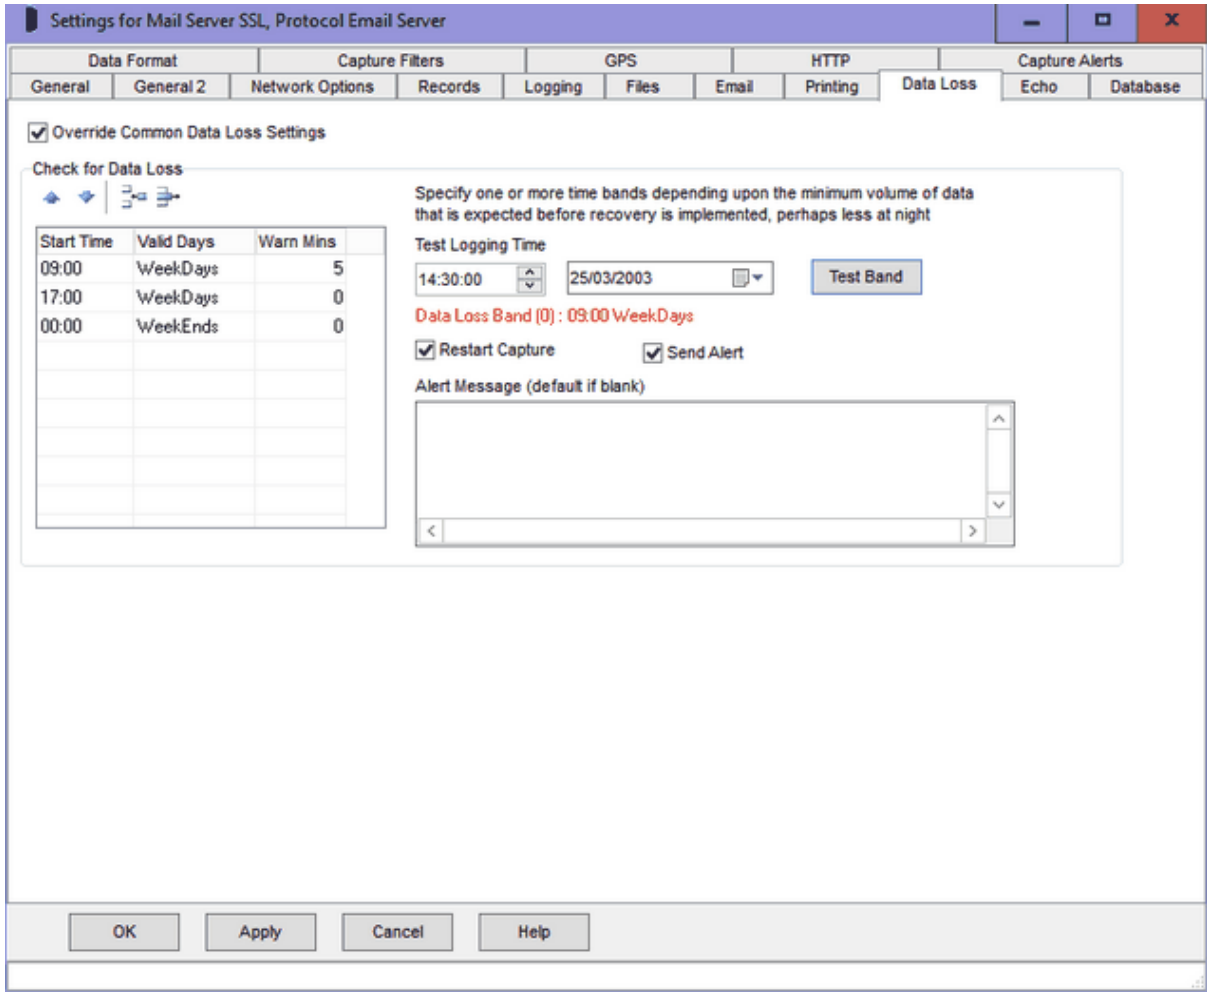 Settings for Mail Server SSL, Protocol Email Server
Data Format Capture Filters GPS HTTP Capture Alerts
General General 2 Network Options Records Logging Files Email Printing Data Loss Echo Database
Override Common Data Loss Settings
Check for Data Loss
Specify one or more time bands depending upon the minimum volume of data
that is expected before recovery is implemented, perhaps less at night
Start Time Valid Days Warn Mins
09:00 WeekDays 5
17:00 WeekDays 0
00:00 WeekEnds 0
Test Logging Time
14:30:00 25/03/2003 Test Band
Data Loss Band (0) : 09:00 WeekDays
Restart Capture Send Alert
Alert Message (default if blank)
OK Apply Cancel Help